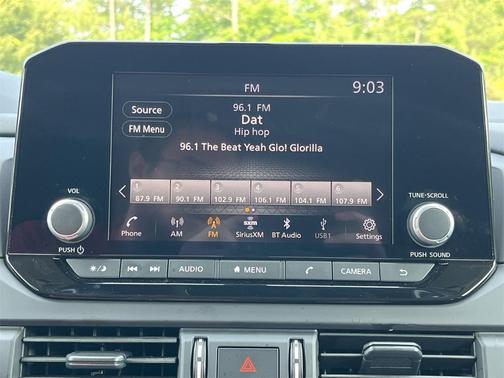 FM
9:03
Source
96.1 FM
Dat
Hip hop
FM Menu
96.1 The Beat Yeah Glo! Glorilla
1 2 3 4 5 6
87.9 FM 90.1 FM 102.9 FM 106.1 FM 104.1 FM 107.9 FM
VOL
TUNE·SCROLL
sxm
Phone AM FM SiriusXM BT Audio USB1 Settings
PUSH
PUSH SOUND
AUDIO MENU CAMERA